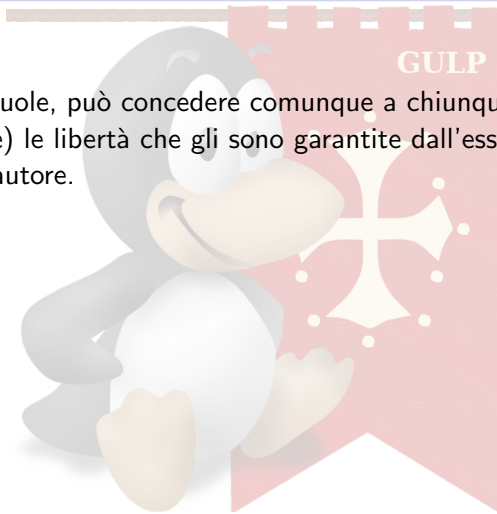 GULP
uole, può concedere comunque a chiunqu
e) le libertà che gli sono garantite dall'ess
autore.